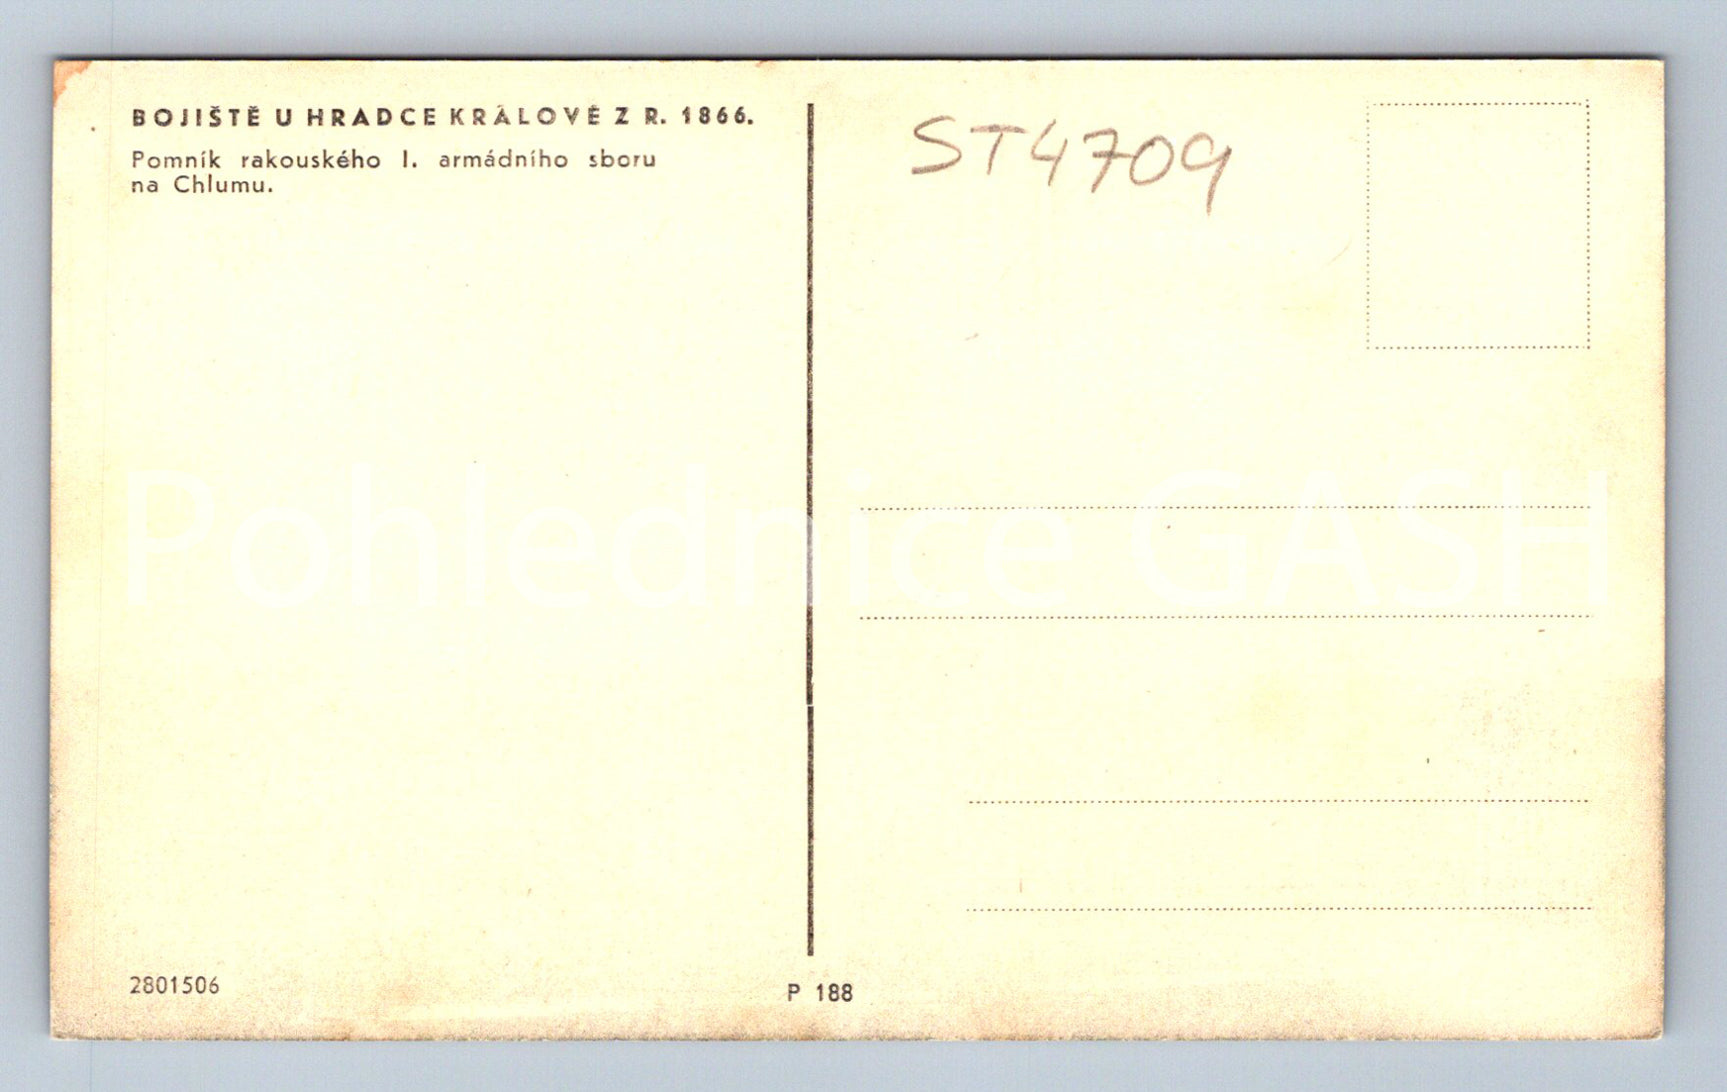 BOJIŠTĚ U HRADCE KRÁLOVÉ Z R. 1866.
Pomník rakouského I. armádního sboru
na Chlumu.
ST4709
Pohlednice GASH
2801506
P 188